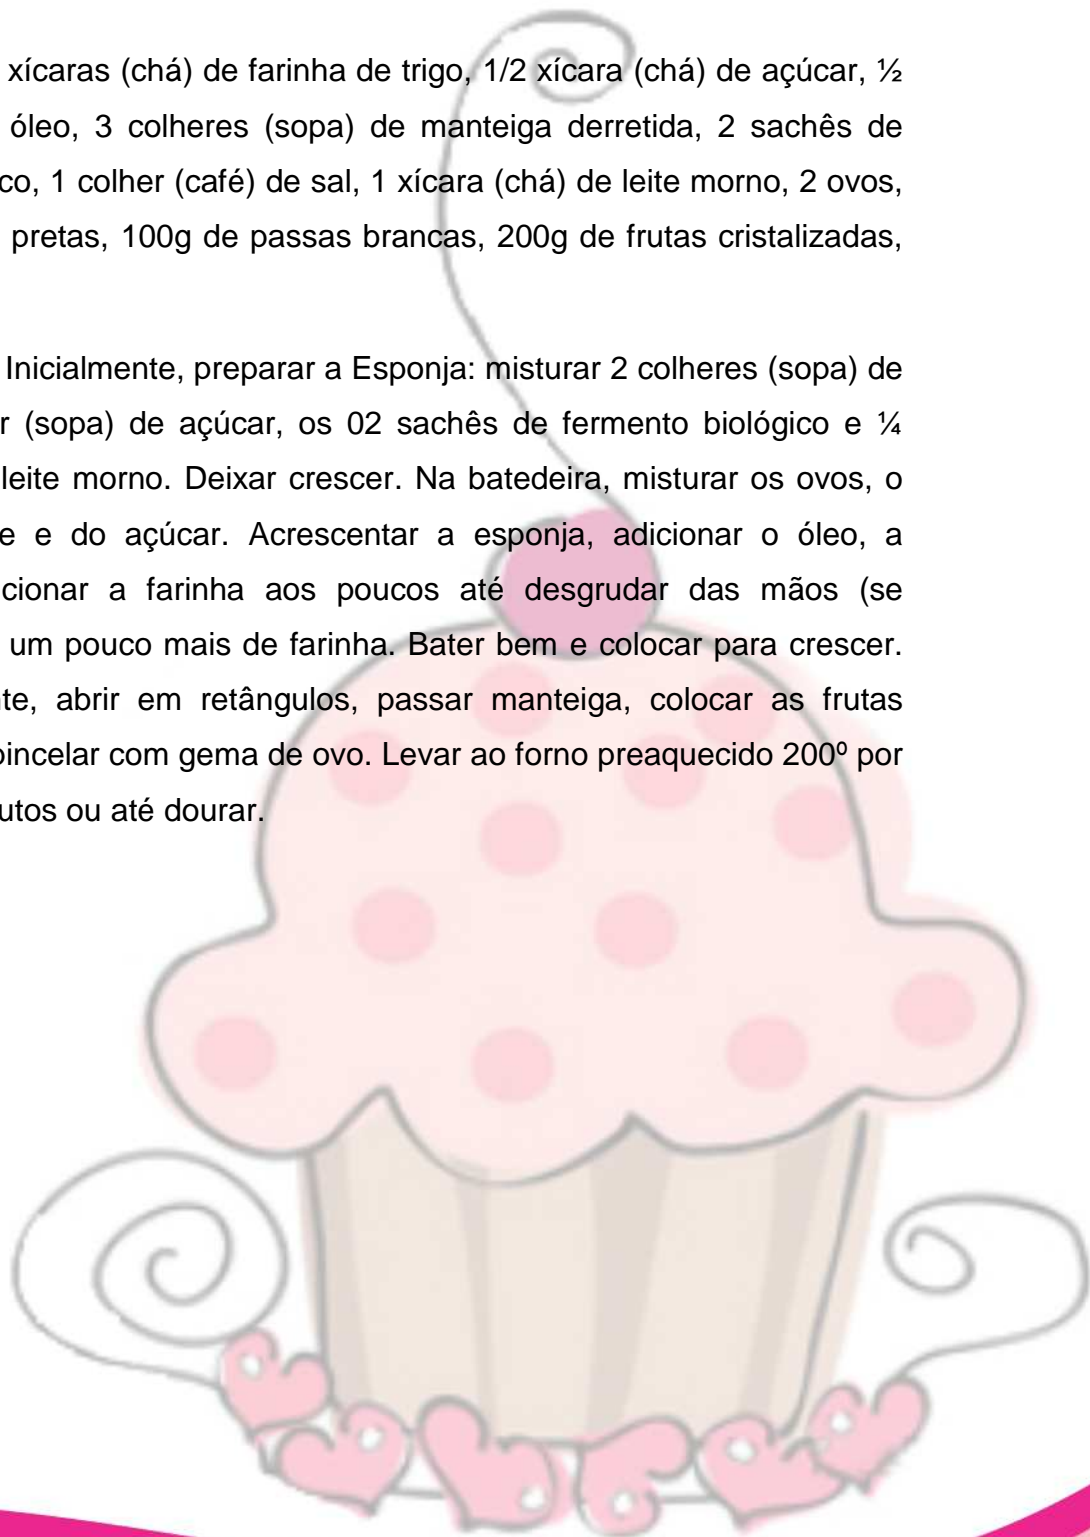 xícaras (chá) de farinha de trigo, 1/2 xícara (chá) de açúcar, ½
óleo, 3 colheres (sopa) de manteiga derretida, 2 sachês de
co, 1 colher (café) de sal, 1 xícara (chá) de leite morno, 2 ovos,
pretas, 100g de passas brancas, 200g de frutas cristalizadas,
Inicialmente, preparar a Esponja: misturar 2 colheres (sopa) de
r (sopa) de açúcar, os 02 sachês de fermento biológico e ¼
leite morno. Deixar crescer. Na batedeira, misturar os ovos, o
e e do açúcar. Acrescentar a esponja, adicionar o óleo, a
cionar a farinha aos poucos até desgrudar das mãos (se
um pouco mais de farinha. Bater bem e colocar para crescer.
te, abrir em retângulos, passar manteiga, colocar as frutas
pincelar com gema de ovo. Levar ao forno preaquecido 200º por
utos ou até dourar.